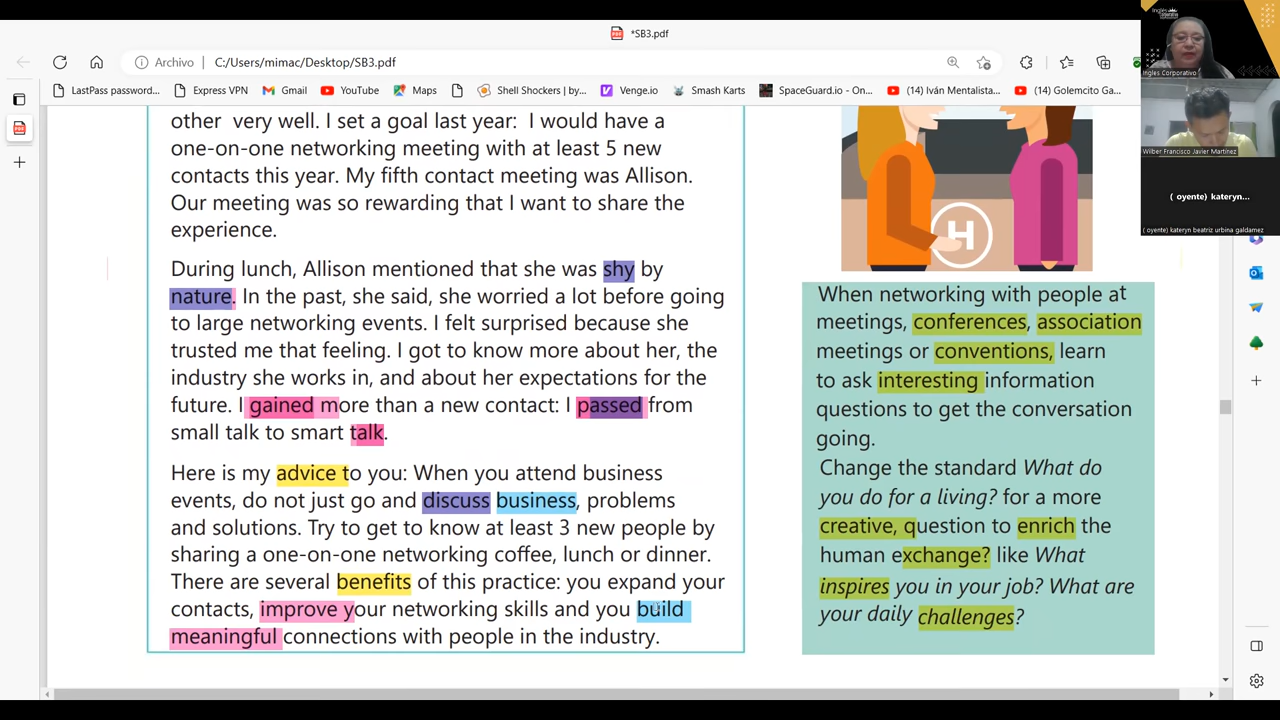 *SB3.pdf
Archivo
C:/Users/mimac/Desktop/SB3.pdf
LastPass password...
Express VPN
Gmail
YouTube
Maps
Shell Shockers | by...
Venge.io
Smash Karts
SpaceGuard.io - On...
(14) Iván Mentalista...
(14) Golemcito Ga...
Inglés Corporativo
Wilber Francisco Javier Martínez
( oyente) kateryn...
( oyente) kateryn beatriz urbina galdamez
other very well. I set a goal last year: I would have a
one-on-one networking meeting with at least 5 new
contacts this year. My fifth contact meeting was Allison.
Our meeting was so rewarding that I want to share the
experience.
During lunch, Allison mentioned that she was shy by
nature. In the past, she said, she worried a lot before going
to large networking events. I felt surprised because she
trusted me that feeling. I got to know more about her, the
industry she works in, and about her expectations for the
future. I gained more than a new contact: I passed from
small talk to smart talk.
Here is my advice to you: When you attend business
events, do not just go and discuss business, problems
and solutions. Try to get to know at least 3 new people by
sharing a one-on-one networking coffee, lunch or dinner.
There are several benefits of this practice: you expand your
contacts, improve your networking skills and you build
meaningful connections with people in the industry.
H
When networking with people at
meetings, conferences, association
meetings or conventions, learn
to ask interesting information
questions to get the conversation
going.
Change the standard What do
you do for a living? for a more
creative, question to enrich the
human exchange? like What
inspires you in your job? What are
your daily challenges?